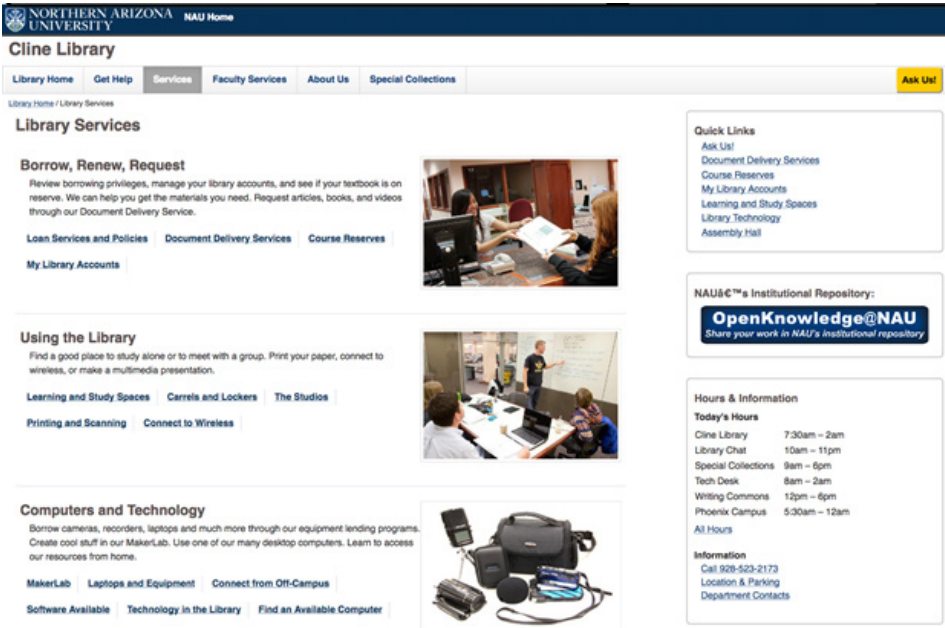 NORTHERN ARIZONA
UNIVERSITY
NAU Home
Cline Library
Library Home Get Help Services Faculty Services About Us Special Collections Ask Us!
Library Home / Library Services
Library Services
Borrow, Renew, Request
Review borrowing privileges, manage your library accounts, and see if your textbook is on
reserve. We can help you get the materials you need. Request articles, books, and videos
through our Document Delivery Service.
Loan Services and Policies Document Delivery Services Course Reserves
My Library Accounts
Using the Library
Find a good place to study alone or to meet with a group. Print your paper, connect to
wireless, or make a multimedia presentation.
Learning and Study Spaces Carrels and Lockers The Studios
Printing and Scanning Connect to Wireless
Computers and Technology
Borrow cameras, recorders, laptops and much more through our equipment lending programs.
Create cool stuff in our MakerLab. Use one of our many desktop computers. Learn to access
our resources from home.
MakerLab Laptops and Equipment Connect from Off-Campus
Software Available Technology in the Library Find an Available Computer
Quick Links
Ask Us!
Document Delivery Services
Course Reserves
My Library Accounts
Learning and Study Spaces
Library Technology
Assembly Hall
NAUâ€™s Institutional Repository:
OpenKnowledge@NAU
Share your work in NAU's institutional repository
Hours & Information
Today's Hours
Cline Library 7:30am – 2am
Library Chat 10am – 11pm
Special Collections 9am – 6pm
Tech Desk 8am – 2am
Writing Commons 12pm – 6pm
Phoenix Campus 5:30am – 12am
All Hours
Information
Call 928-523-2173
Location & Parking
Department Contacts